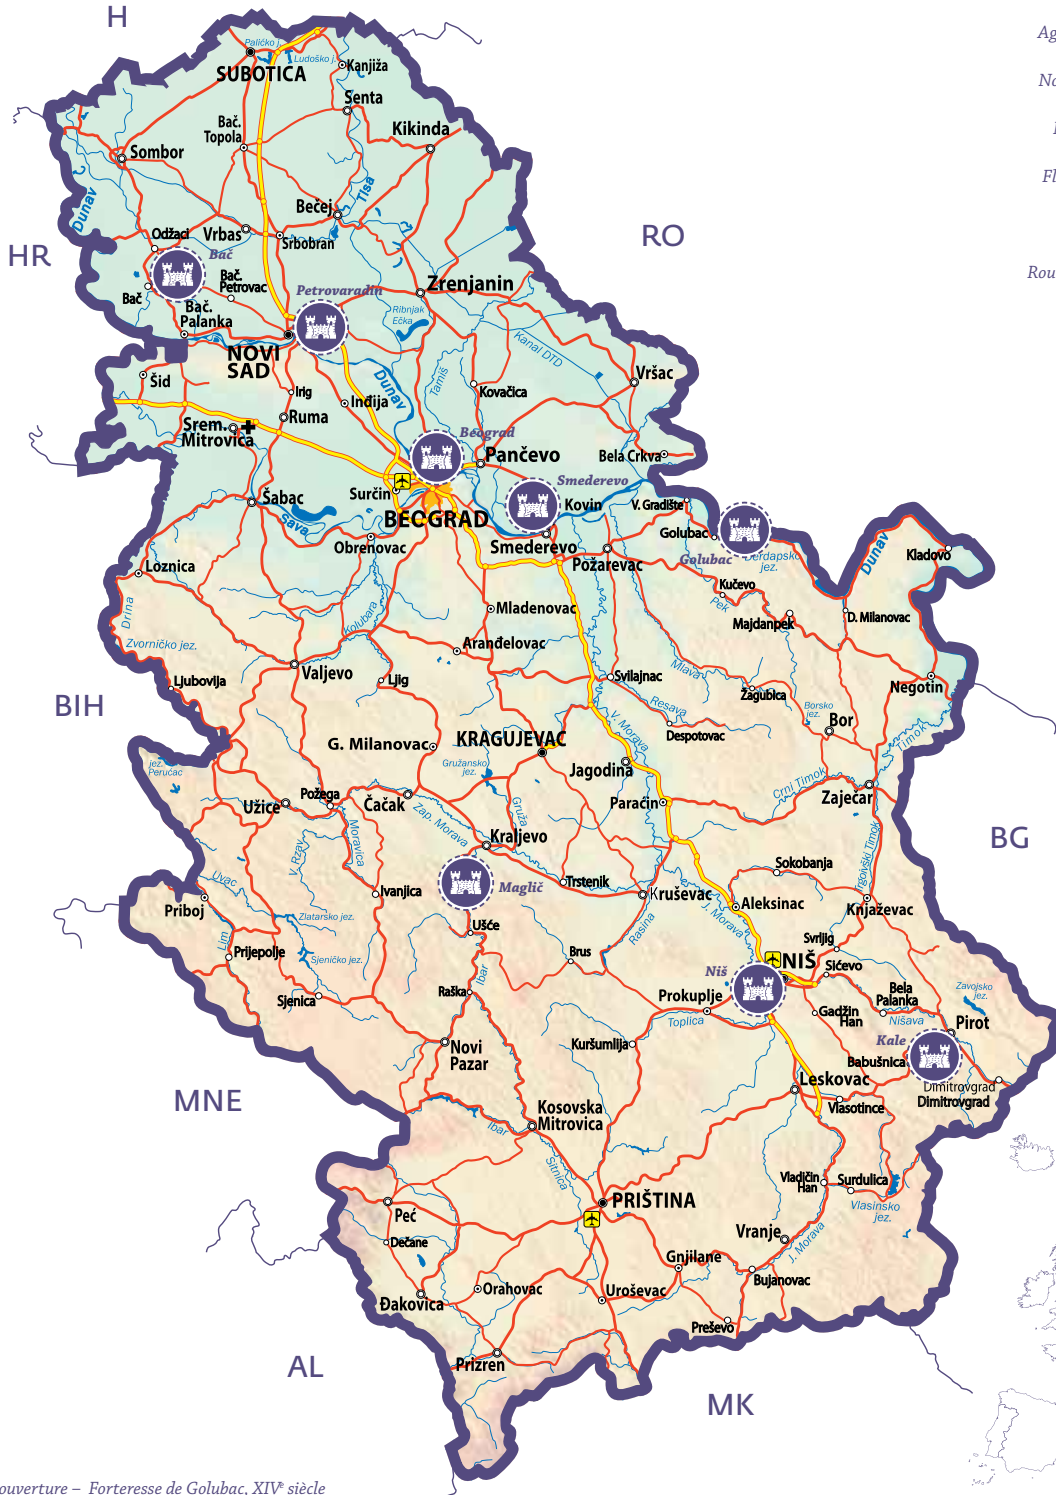 H
Ag
Palićko j.
Ludoško j.
SUBOTICA
Kanjiža
No
Senta
Bač.
Topola
Kikinda
Sombor
Fl
Tisa
Dunav
Bečej
Odžaci
Vrbas
Srbobran
RO
HR
Bač
Rou
Bač.
Petrovac
Petrovaradin
Zrenjanin
Bač
Bač.
Palanka
Ribnjak
Ečka
NOVI
SAD
Kanal DTD
Tamiš
Vršac
Šid
Dunav
Irig
Inđija
Kovačica
Ruma
Srem.
Mitrovica
Beograd
Pančevo
Bela Crkva
Smederevo
Surčin
Šabac
Kovin
V. Gradište
Sava
BEOGRAD
Golubac
Obrenovac
Smederevo
Dunav
Kladovo
Požarevac
Golubac
Đerdapsko
jez.
Loznica
Kučevo
Pek
Drina
Mladenovac
Majdanpek
D. Milanovac
Kolubara
Zvorničko jez.
Aranđelovac
Valjevo
Mlava
Ljubovija
Ljig
Svilajnac
Žagubica
Negotin
BIH
Resava
Borsko
jez.
Bor
V. Morava
Despotovac
Timok
G. Milanovac
KRAGUJEVAC
jez.
Perućac
Gružansko
jez.
Jagodina
Crni Timok
Zaječar
Požega
Užice
Čačak
Paraćin
Gruža
Zap. Morava
Moravica
Kraljevo
BG
V. Rzav
Trgoviški Timok
Sokobanja
Uvac
Maglič
Trstenik
Ivanjica
Kruševac
Aleksinac
Priboj
Knjaževac
Zlatarsko jez.
J. Morava
Ušće
Rasina
Lim
Svrljig
Prijepolje
Sjeničko jez.
Brus
NIŠ
Sićevo
Ibar
Niš
Raška
Sjenica
Prokuplje
Bela
Palanka
Zavojsko
jez.
Gadžin
Han
Toplica
Nišava
Pirot
Kuršumlija
Kale
Novi
Pazar
Babušnica
Leskovac
Dimitrovgrad
Dimitrovgrad
MNE
Vlasotince
Kosovska
Mitrovica
Ibar
Sitnica
Vladičin
Han
Surdulica
PRIŠTINA
Peć
Vlasinsko
jez.
Vranje
Dečane
J. Morava
Gnjilane
Bujanovac
Orahovac
Uroševac
Đakovica
Preševo
Prizren
AL
MK
ouverture – Forteresse de Golubac, XIVe siècle